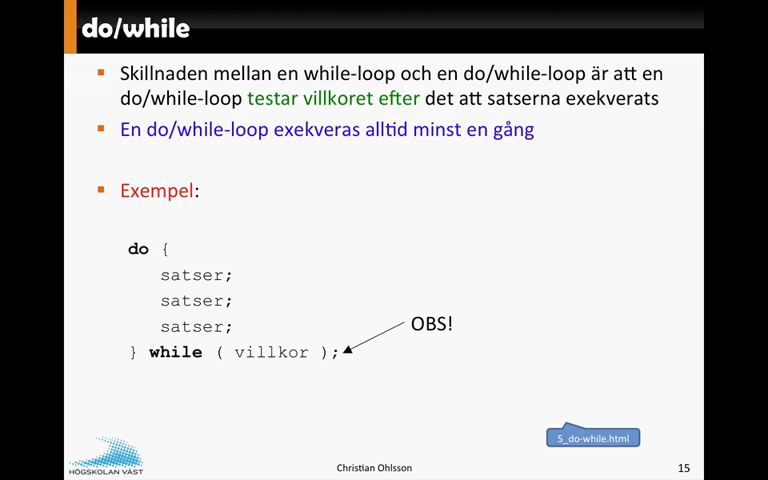 do/while
Skillnaden mellan en while-loop och en do/while-loop är att en
do/while-loop testar villkoret efter det att satserna exekverats
En do/while-loop exekveras alltid minst en gång
Exempel:
do {
satser;
satser;
satser;
} while ( villkor );
OBS!
5_do-while.html
HÖGSKOLAN VÄST
Christian Ohlsson
15